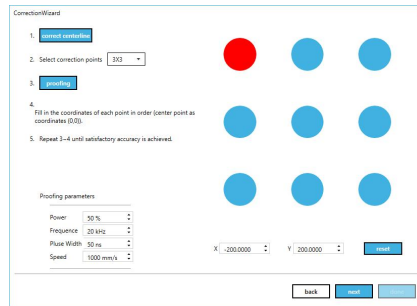 CorrectionWizard
1. correct centerline
2. Select correction points 3X3
3. proofing
4.
Fill in the coordinates of each point in order (center point as
coordinates (0,0)).
5. Repeat 3~4 until satisfactory accuracy is achieved.
Proofing parameters
Power 50 %
Frequence 20 kHz
Pluse Width 50 ns
Speed 1000 mm/s
X -200.0000 Y 200.0000 reset
back next